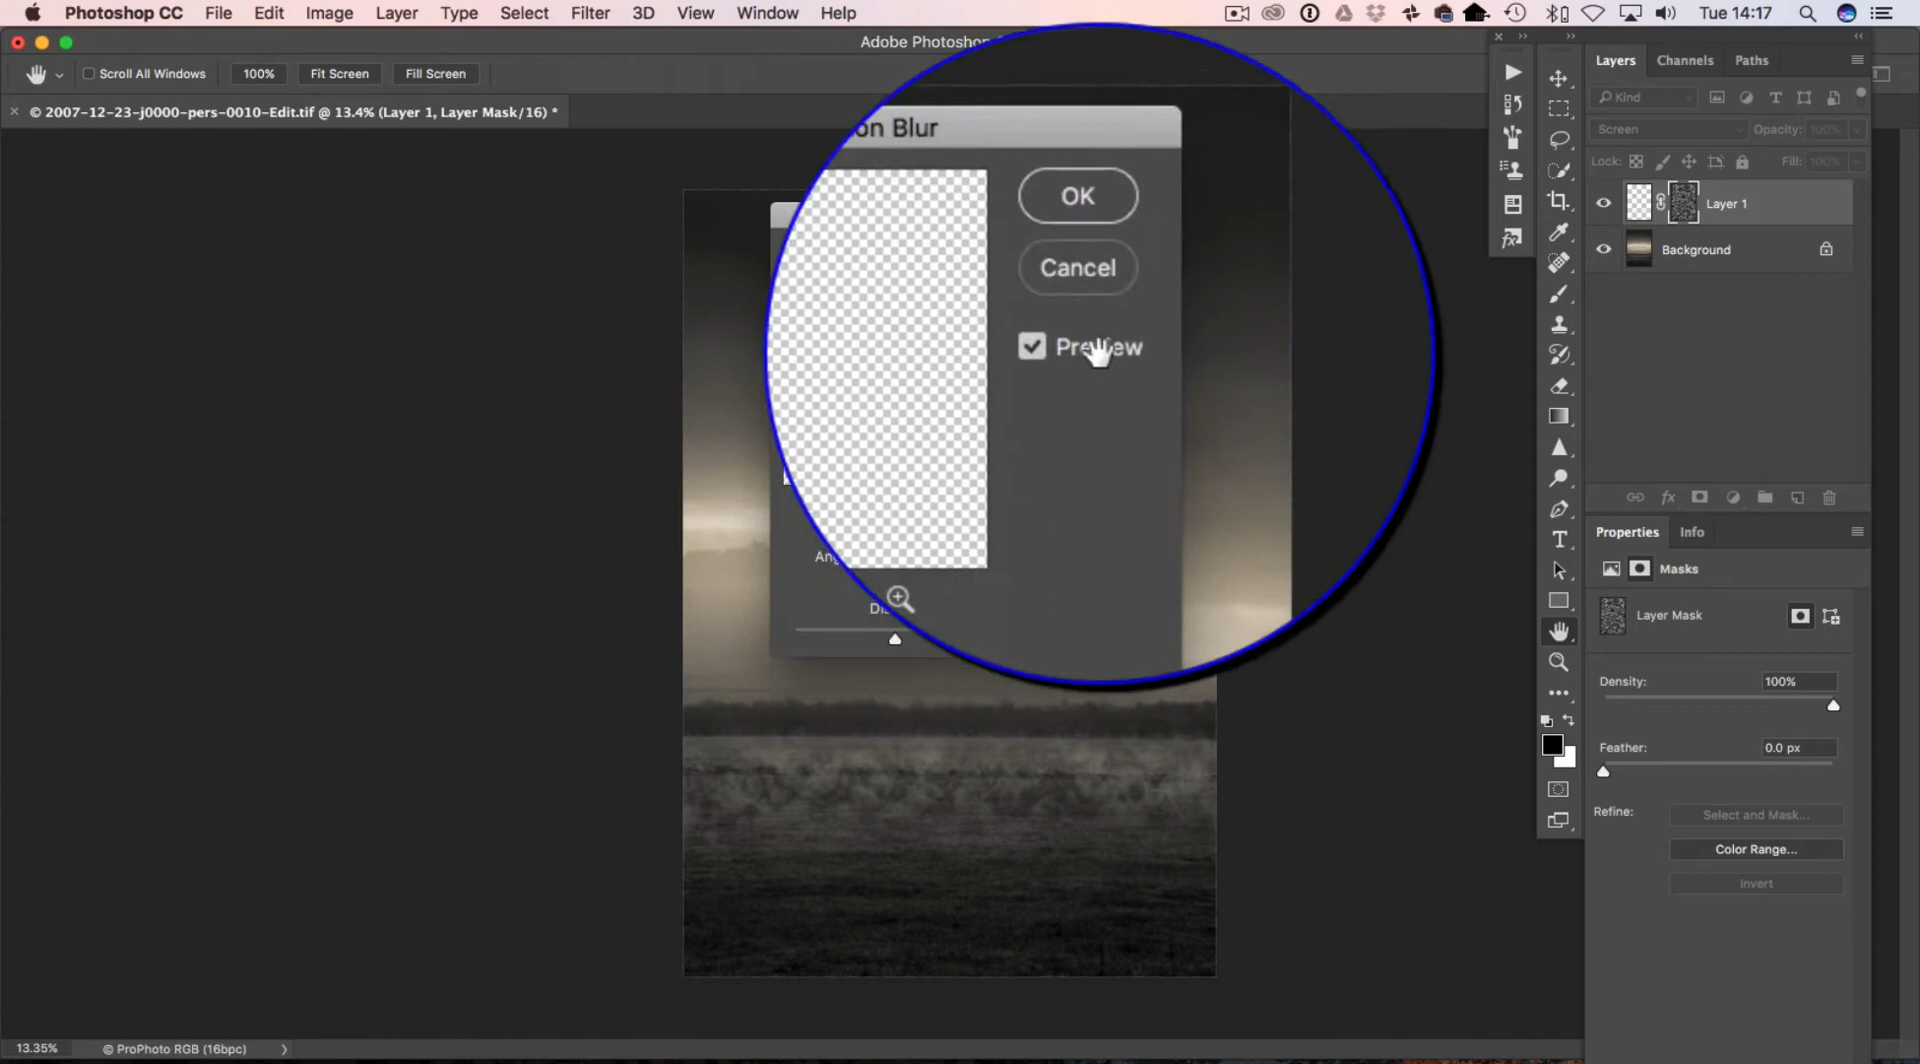 Photoshop CC File Edit Image Layer Type Select Filter 3D View Window Help Tue 14:17
Adobe Photoshop
Scroll All Windows 100% Fit Screen Fill Screen
© 2007-12-23-j0000-pers-0010-Edit.tif @ 13.4% (Layer 1, Layer Mask/16) *
on Blur
OK
Cancel
Preview
Layers Channels Paths
Kind
Screen Opacity: 100%
Lock: Fill: 100%
Layer 1
Background
fx
Properties Info
Masks
Layer Mask
Density: 100%
Feather: 0.0 px
Refine: Select and Mask...
Color Range...
Invert
13.35% © ProPhoto RGB (16bpc)